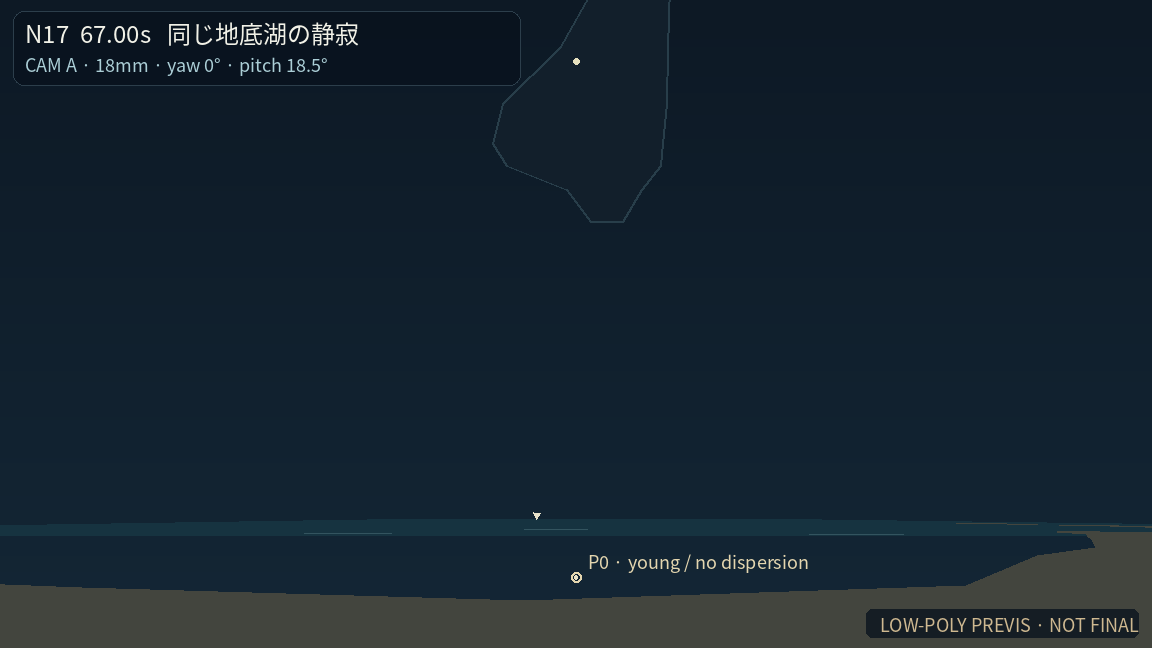 N17 67.00s 同じ地底湖の静寂
CAM A · 18mm · yaw 0° · pitch 18.5°
P0 · young / no dispersion
LOW-POLY PREVIS · NOT FINAL